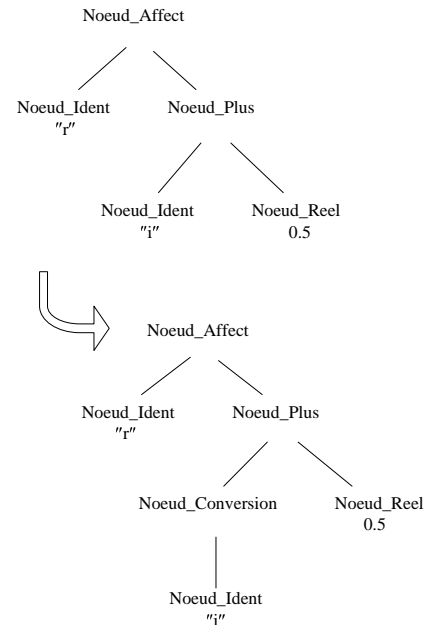 Noeud_Affect
Noeud_Ident Noeud_Plus
"r"
Noeud_Ident Noeud_Reel
"i" 0.5
Noeud_Affect
Noeud_Ident Noeud_Plus
"r"
Noeud_Conversion Noeud_Reel
0.5
Noeud_Ident
"i"